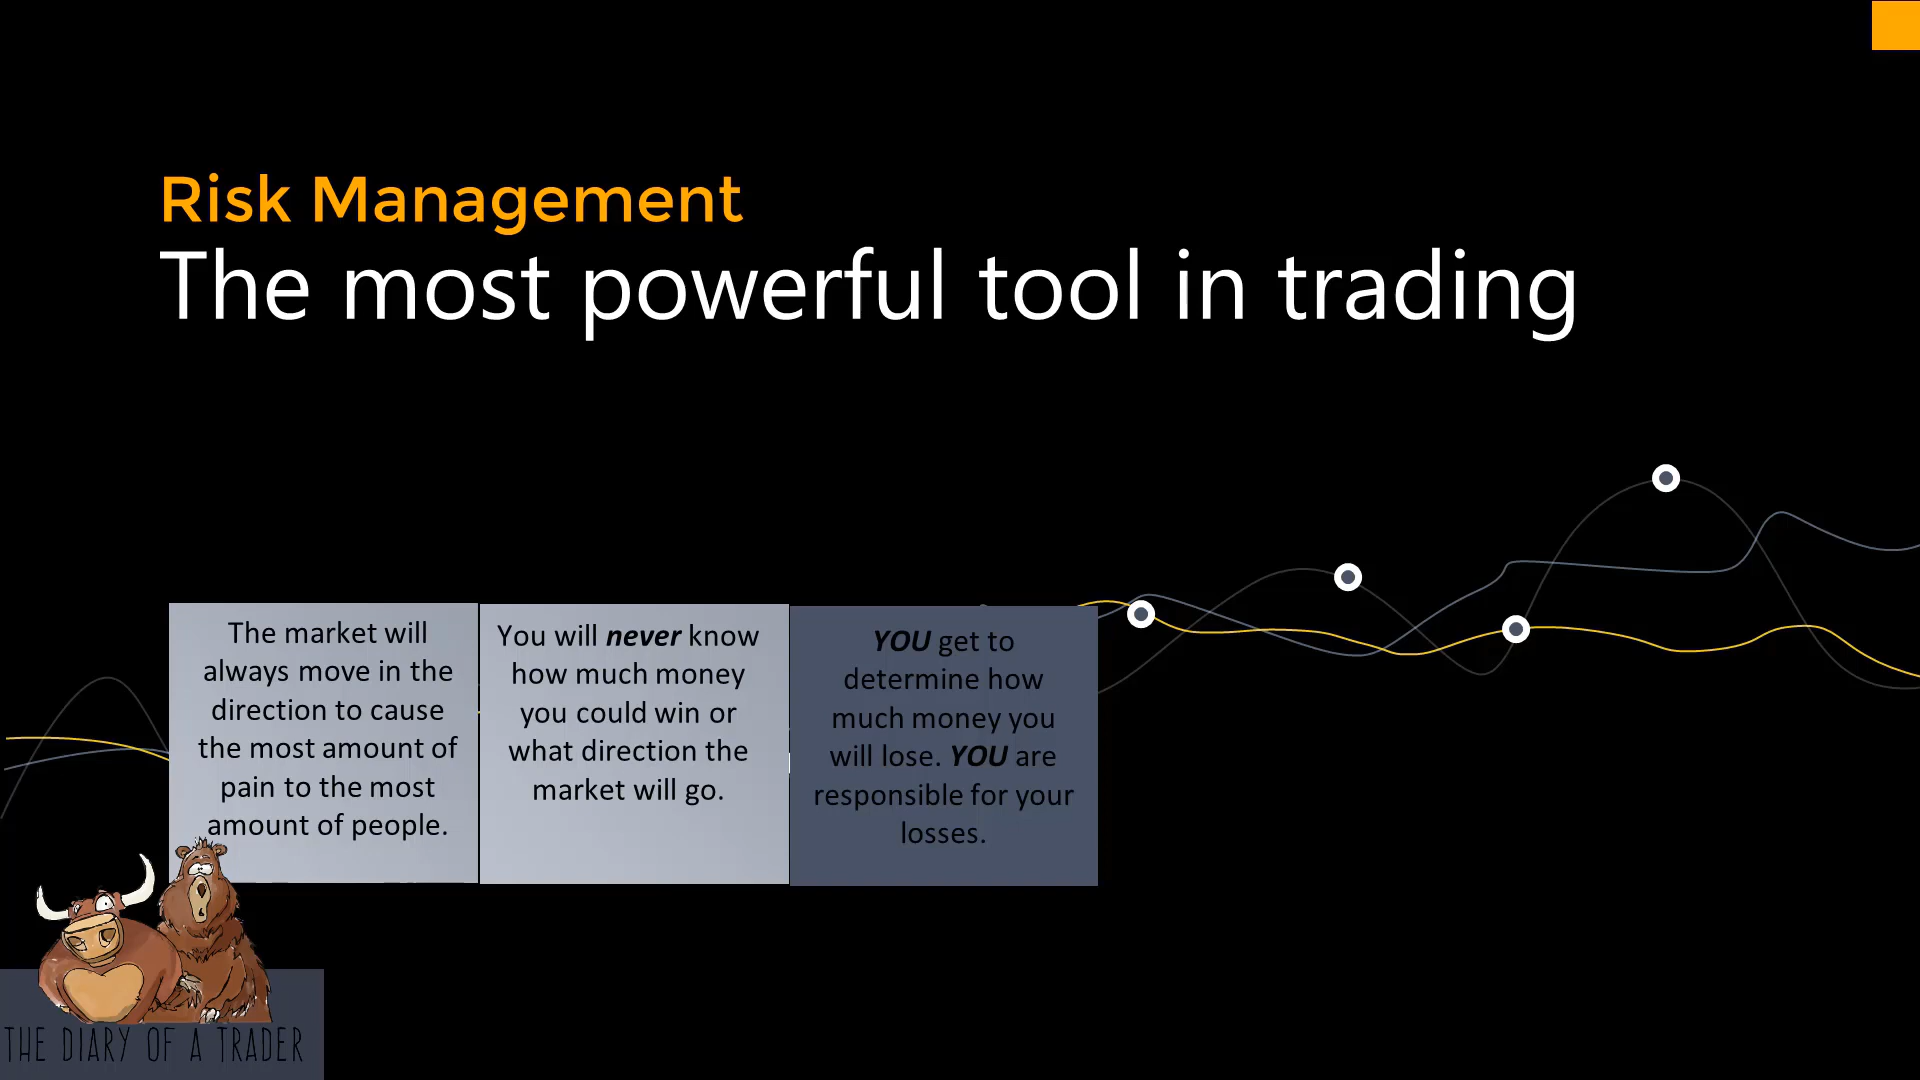 Risk Management
The most powerful tool in trading
The market will
always move in the
direction to cause
the most amount of
pain to the most
amount of people.
You will never know
how much money
you could win or
what direction the
market will go.
YOU get to
determine how
much money you
will lose. YOU are
responsible for your
losses.
THE DIARY OF A TRADER